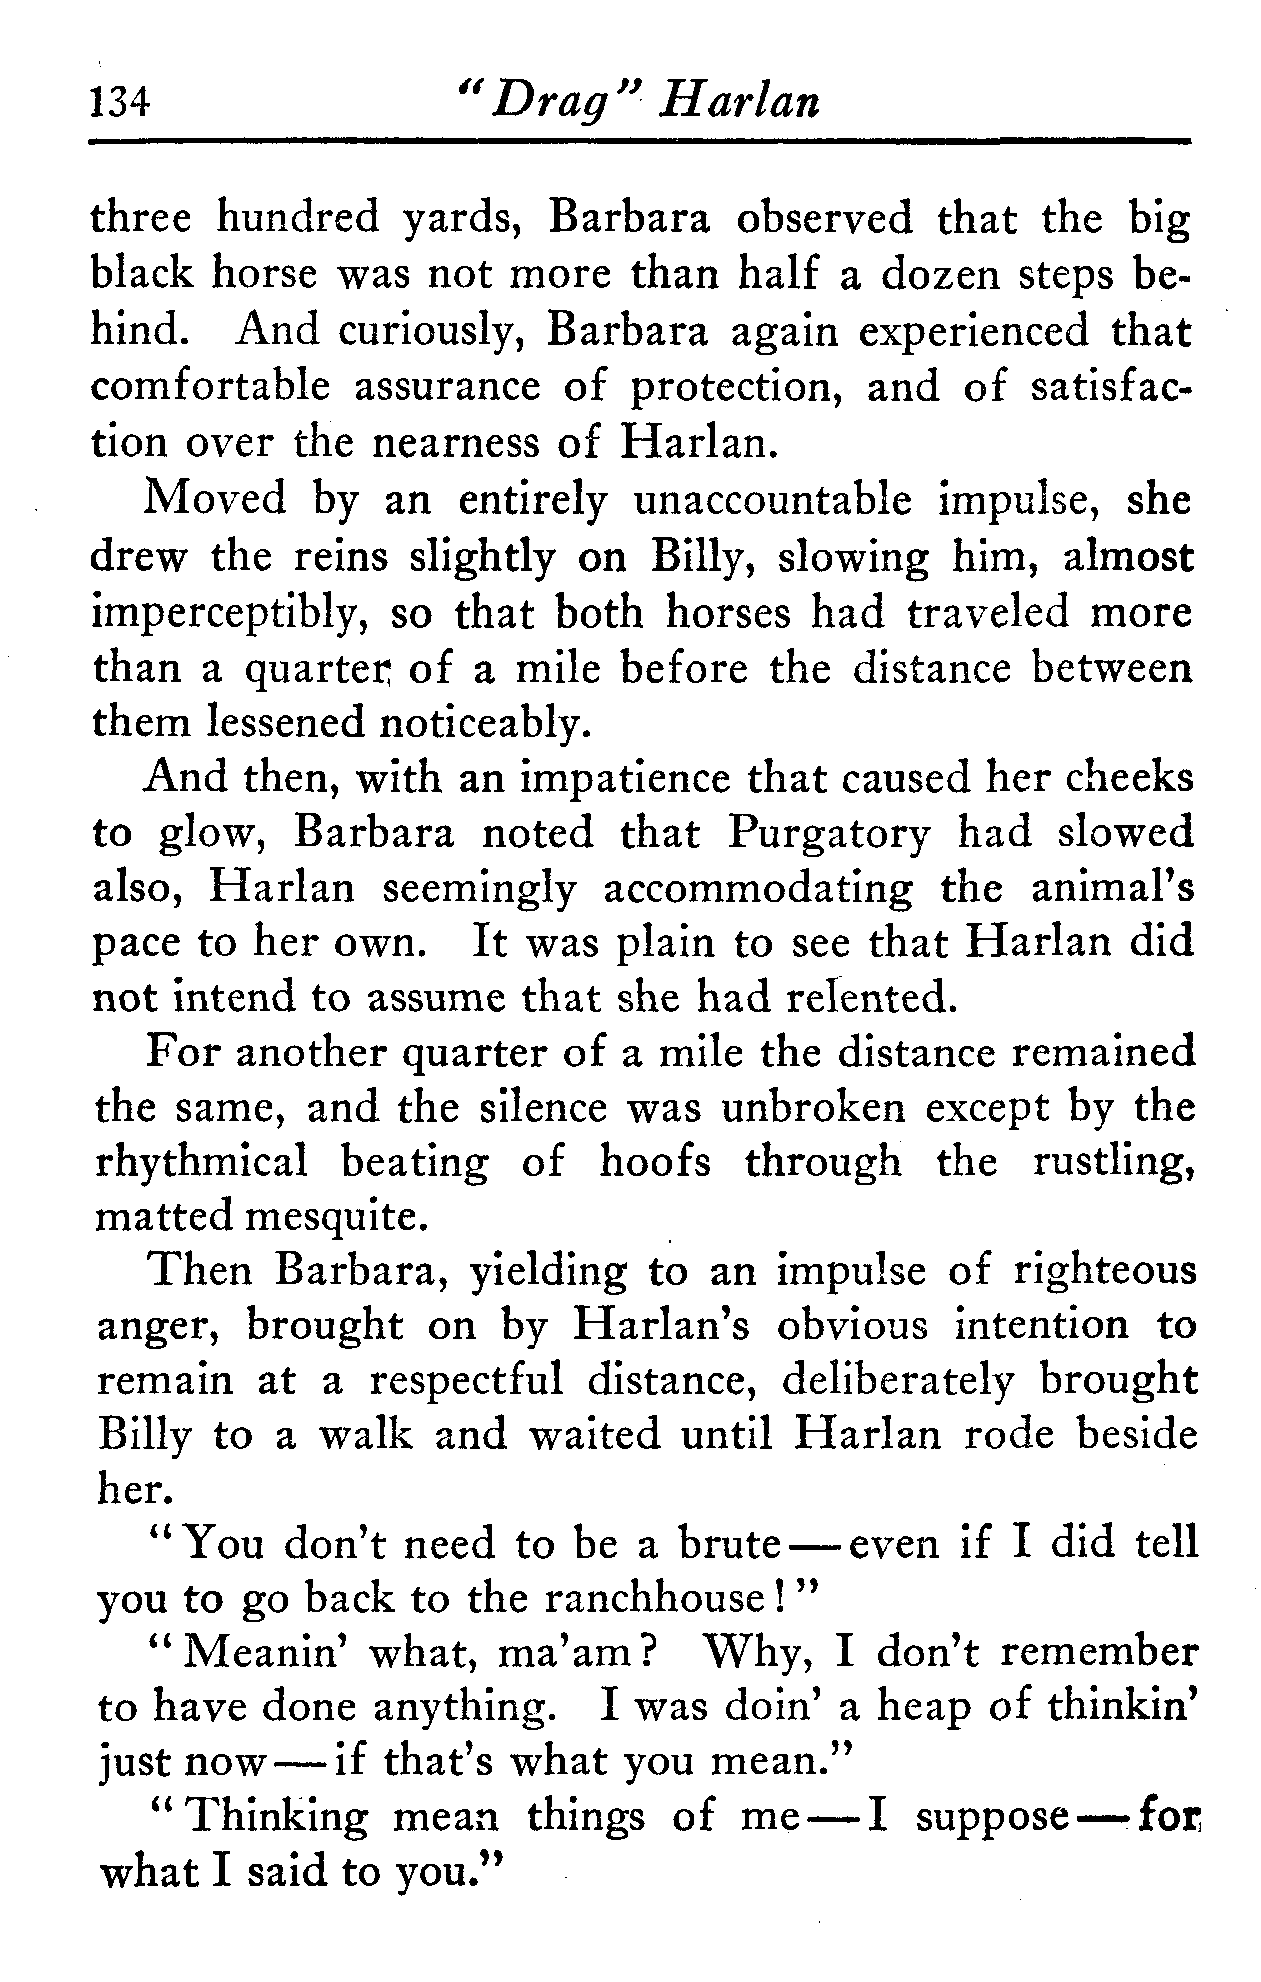 134 "Drag" Harlan
three hundred yards, Barbara observed that the big
black horse was not more than half a dozen steps be-
hind. And curiously, Barbara again experienced that
comfortable assurance of protection, and of satisfac-
tion over the nearness of Harlan.
Moved by an entirely unaccountable impulse, she
drew the reins slightly on Billy, slowing him, almost
imperceptibly, so that both horses had traveled more
than a quarter of a mile before the distance between
them lessened noticeably.
And then, with an impatience that caused her cheeks
to glow, Barbara noted that Purgatory had slowed
also, Harlan seemingly accommodating the animal's
pace to her own. It was plain to see that Harlan did
not intend to assume that she had relented.
For another quarter of a mile the distance remained
the same, and the silence was unbroken except by the
rhythmical beating of hoofs through the rustling,
matted mesquite.
Then Barbara, yielding to an impulse of righteous
anger, brought on by Harlan's obvious intention to
remain at a respectful distance, deliberately brought
Billy to a walk and waited until Harlan rode beside
her.
"You don't need to be a brute—even if I did tell
you to go back to the ranchhouse!"
"Meanin' what, ma'am? Why, I don't remember
to have done anything. I was doin' a heap of thinkin'
just now—if that's what you mean."
"Thinking mean things of me—I suppose—for
what I said to you."